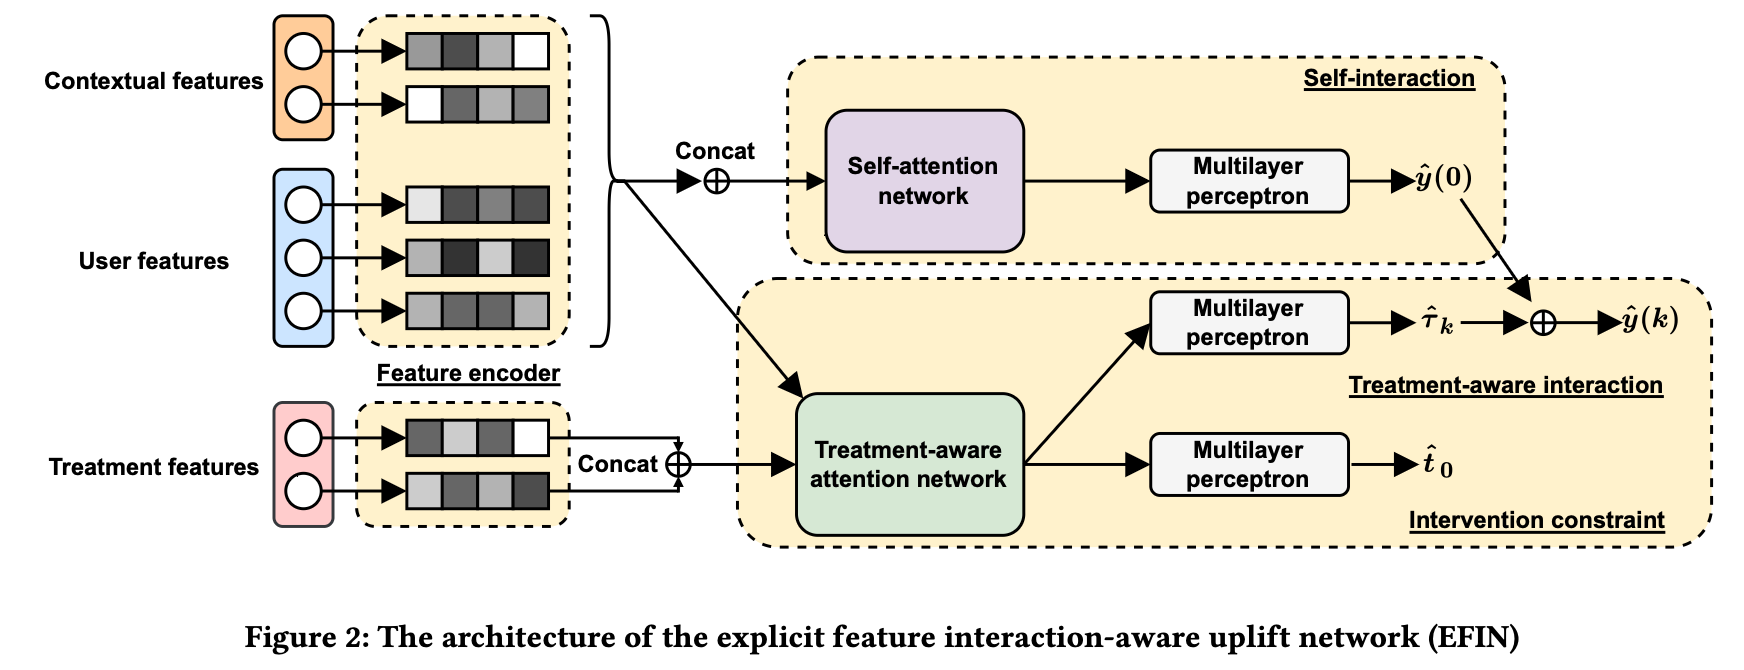 Contextual features
User features
Treatment features
Feature encoder
Concat
Concat
Self-interaction
Self-attention
network
Multilayer
perceptron
ŷ(0)
Treatment-aware
attention network
Multilayer
perceptron
τ̂ₖ
ŷ(k)
Treatment-aware interaction
Multilayer
perceptron
t̂₀
Intervention constraint
Figure 2: The architecture of the explicit feature interaction-aware uplift network (EFIN)